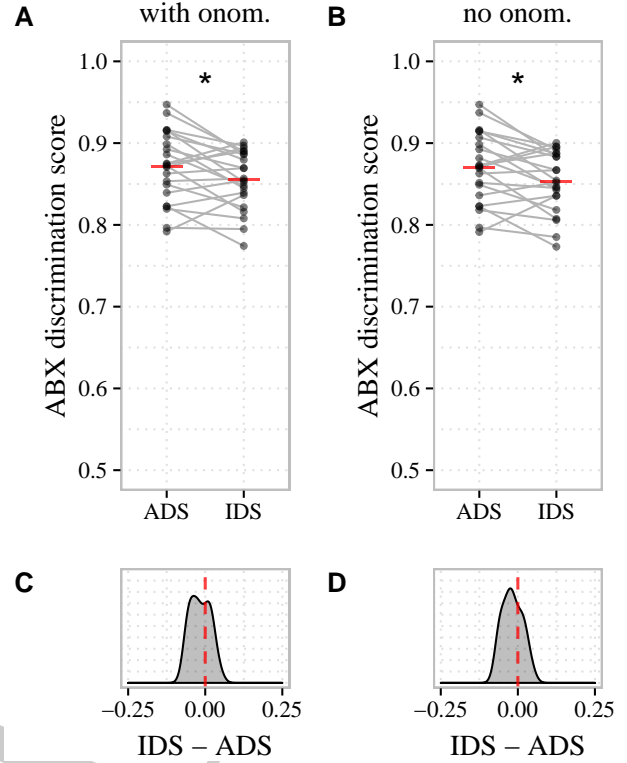 A with onom. B no onom.
* *
ABX discrimination score
1.0
0.9
0.8
0.7
0.6
0.5
ADS IDS
ABX discrimination score
1.0
0.9
0.8
0.7
0.6
0.5
ADS IDS
C D
−0.25 0.00 0.25
IDS − ADS
−0.25 0.00 0.25
IDS − ADS